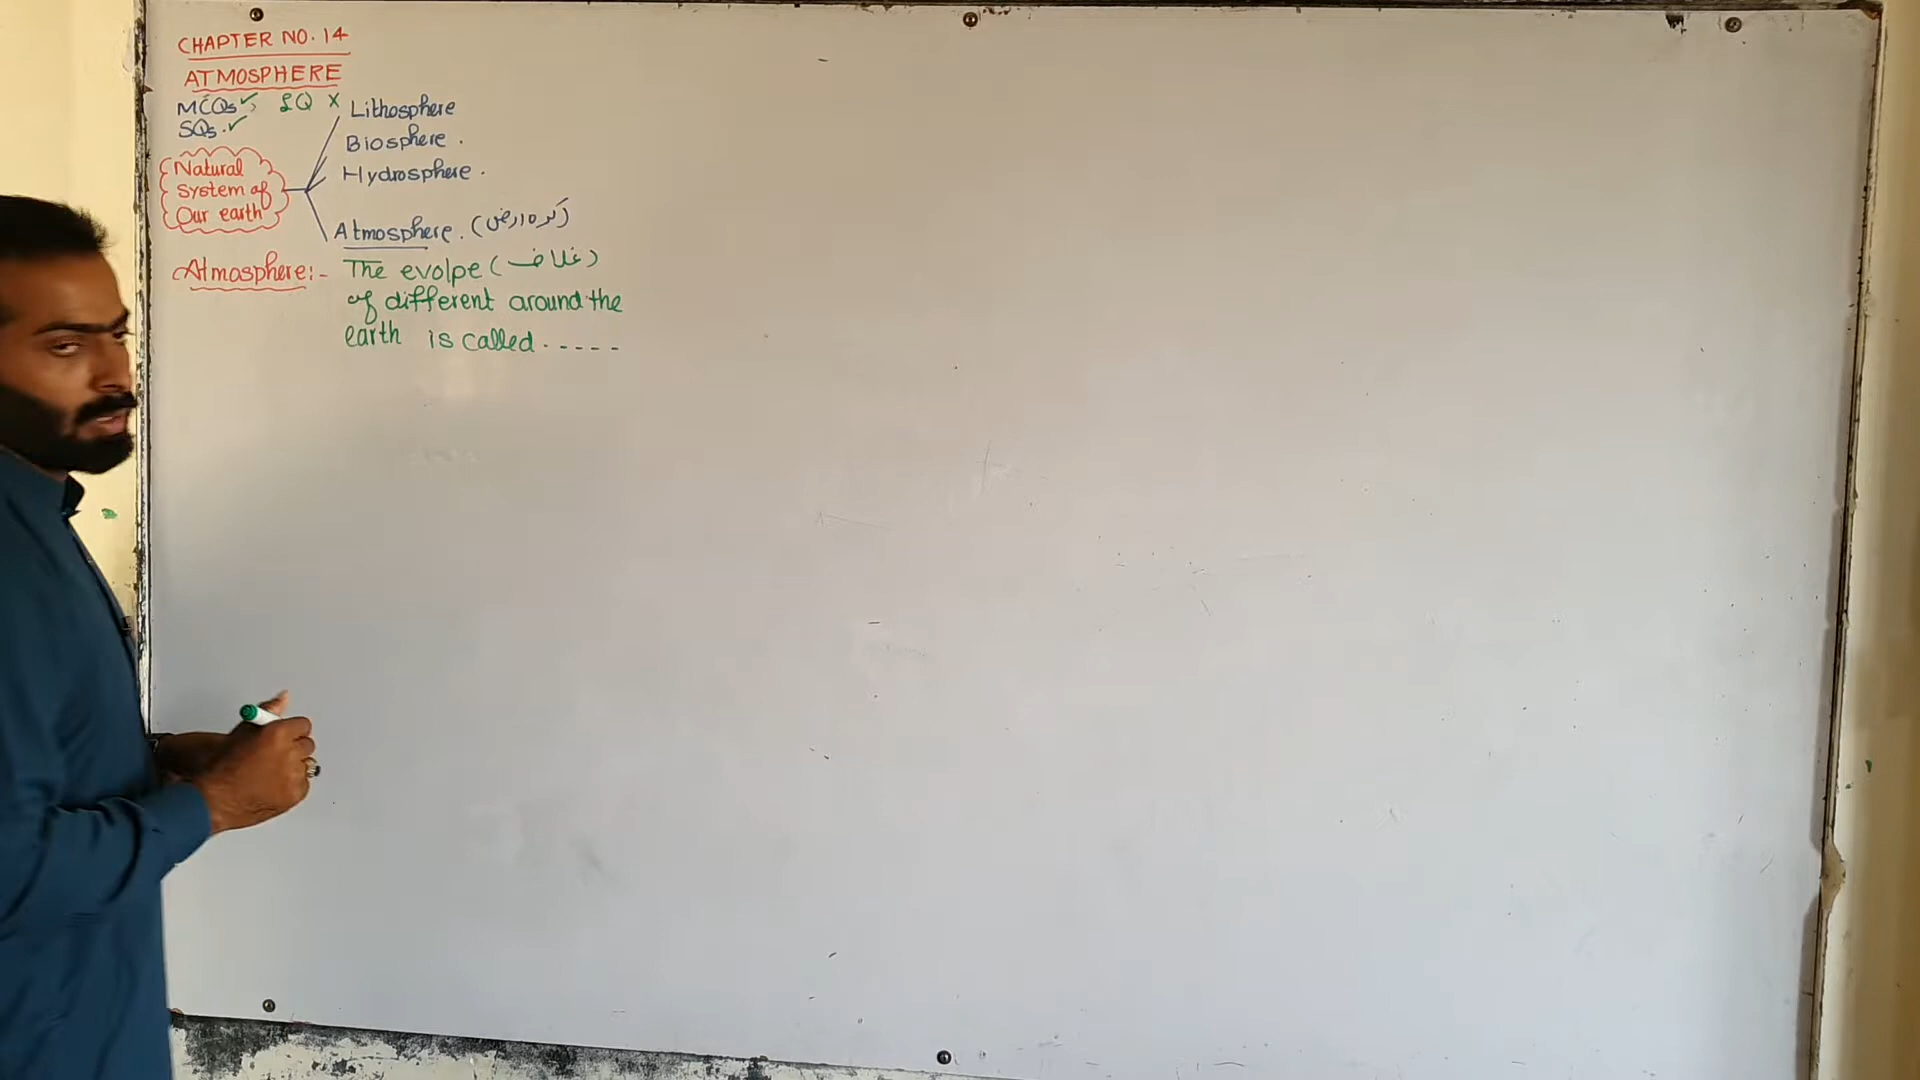 CHAPTER NO. 14
ATMOSPHERE
MCQs ✓, LQ X
SQs. ✓
Natural
System of
Our earth
Lithosphere
Biosphere .
Hydrosphere .
Atmosphere. (کرہ ارض)
Atmosphere:- The evolpe (غلاف)
of different around the
earth is called . - - - -